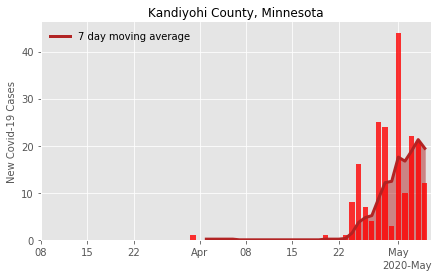 Kandiyohi County, Minnesota
7 day moving average
New Covid-19 Cases
40
30
20
10
0
08 15 22 Apr 08 15 22 May
2020-May